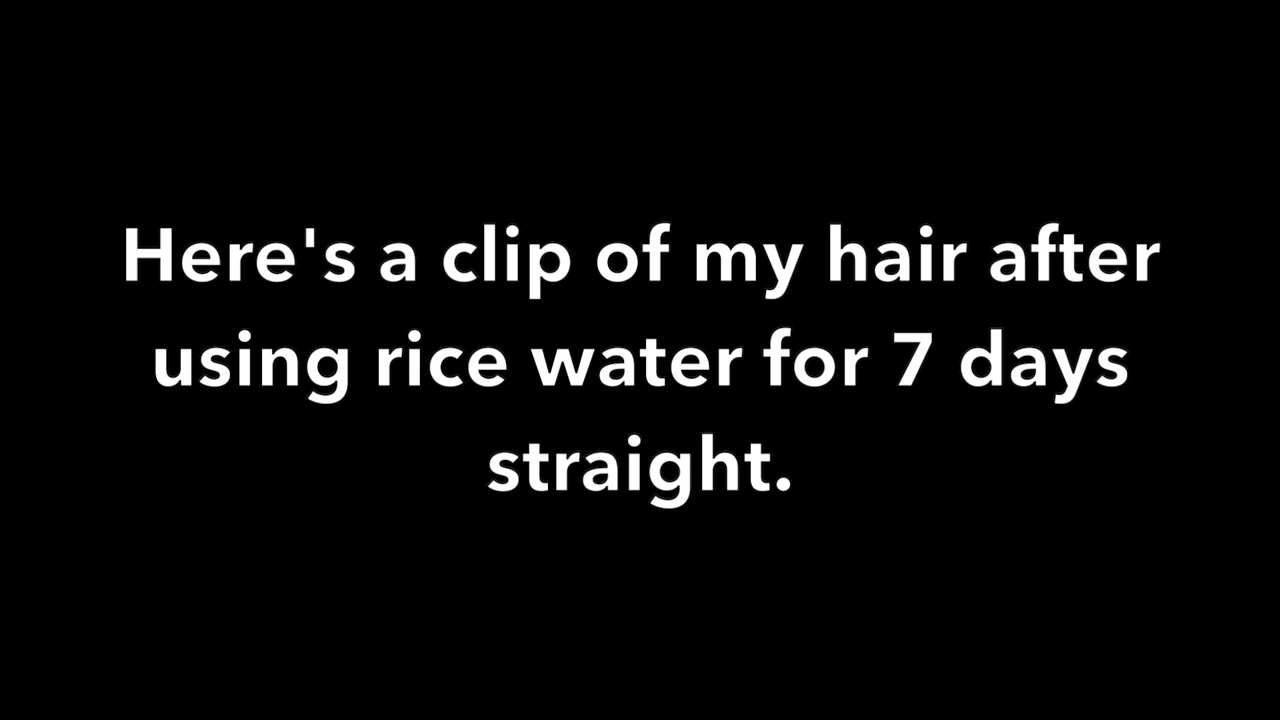 Here's a clip of my hair after
using rice water for 7 days
straight.